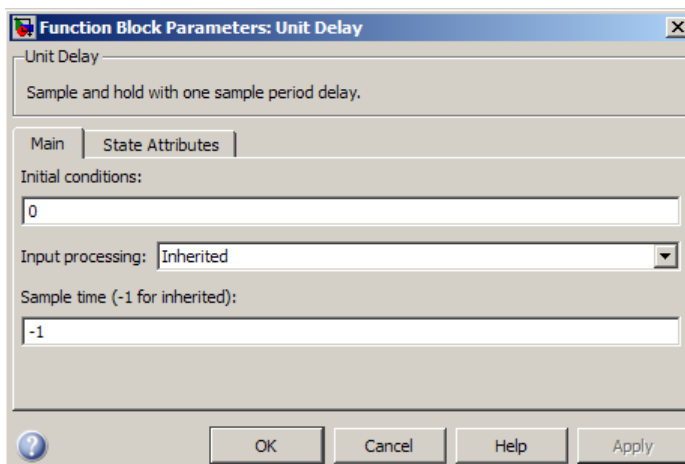 Function Block Parameters: Unit Delay
Unit Delay
Sample and hold with one sample period delay.
Main State Attributes
Initial conditions:
0
Input processing: Inherited
Sample time (-1 for inherited):
-1
OK Cancel Help Apply